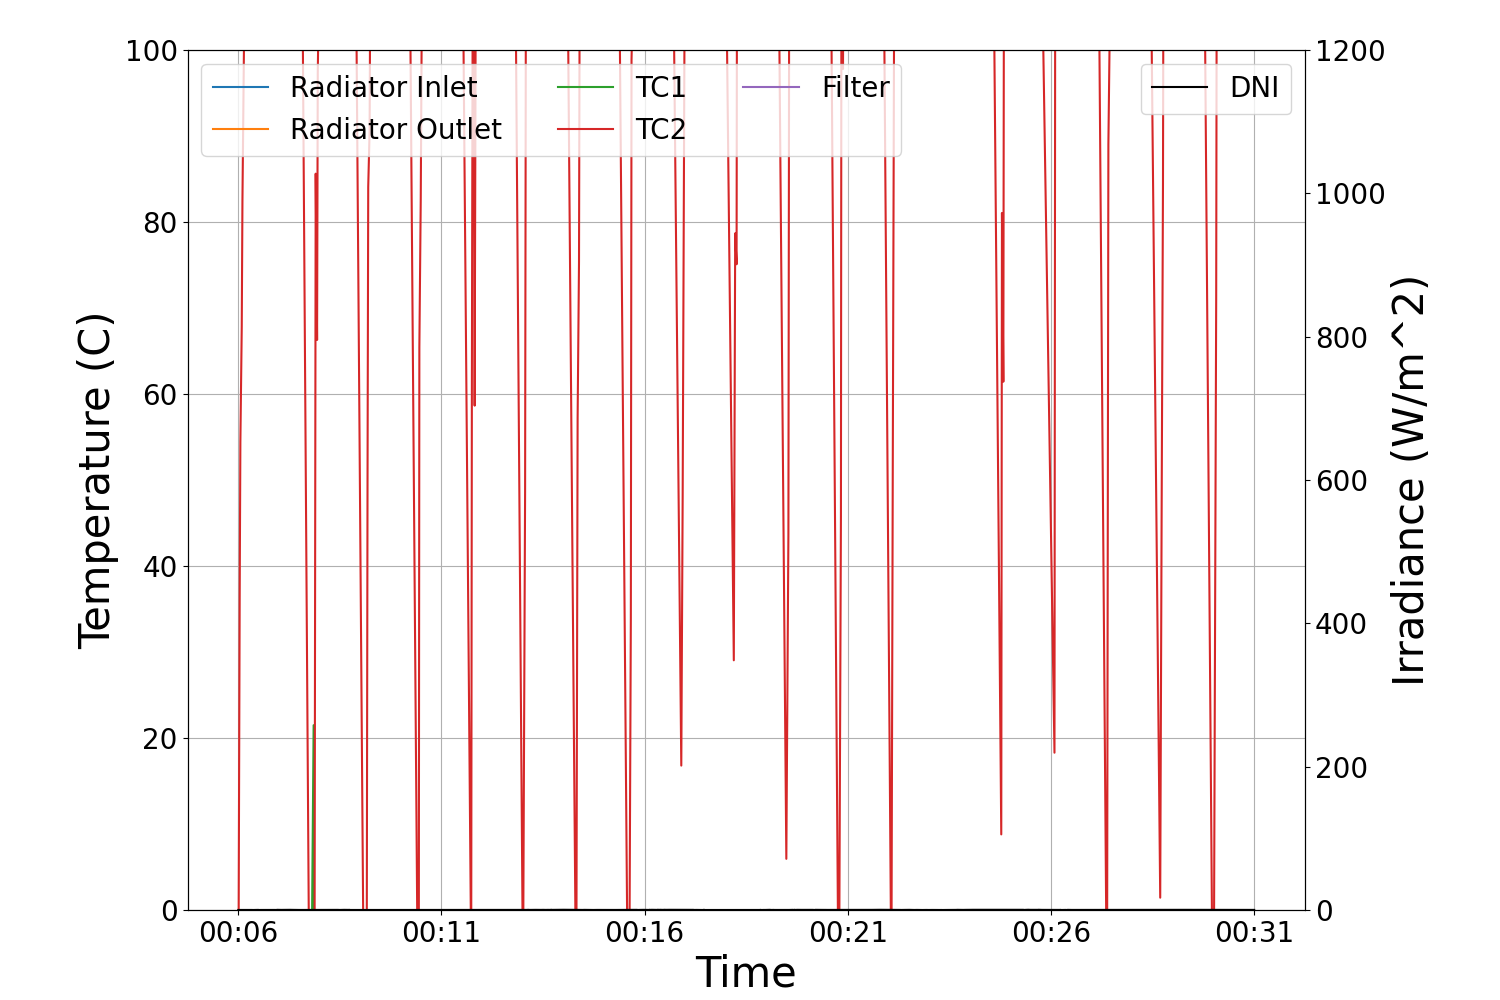 100
80
60
40
20
0
Temperature (C)
Radiator Inlet
Radiator Outlet
TC1
TC2
Filter
DNI
1200
1000
800
600
400
200
0
Irradiance (W/m^2)
00:06 00:11 00:16 00:21 00:26 00:31
Time